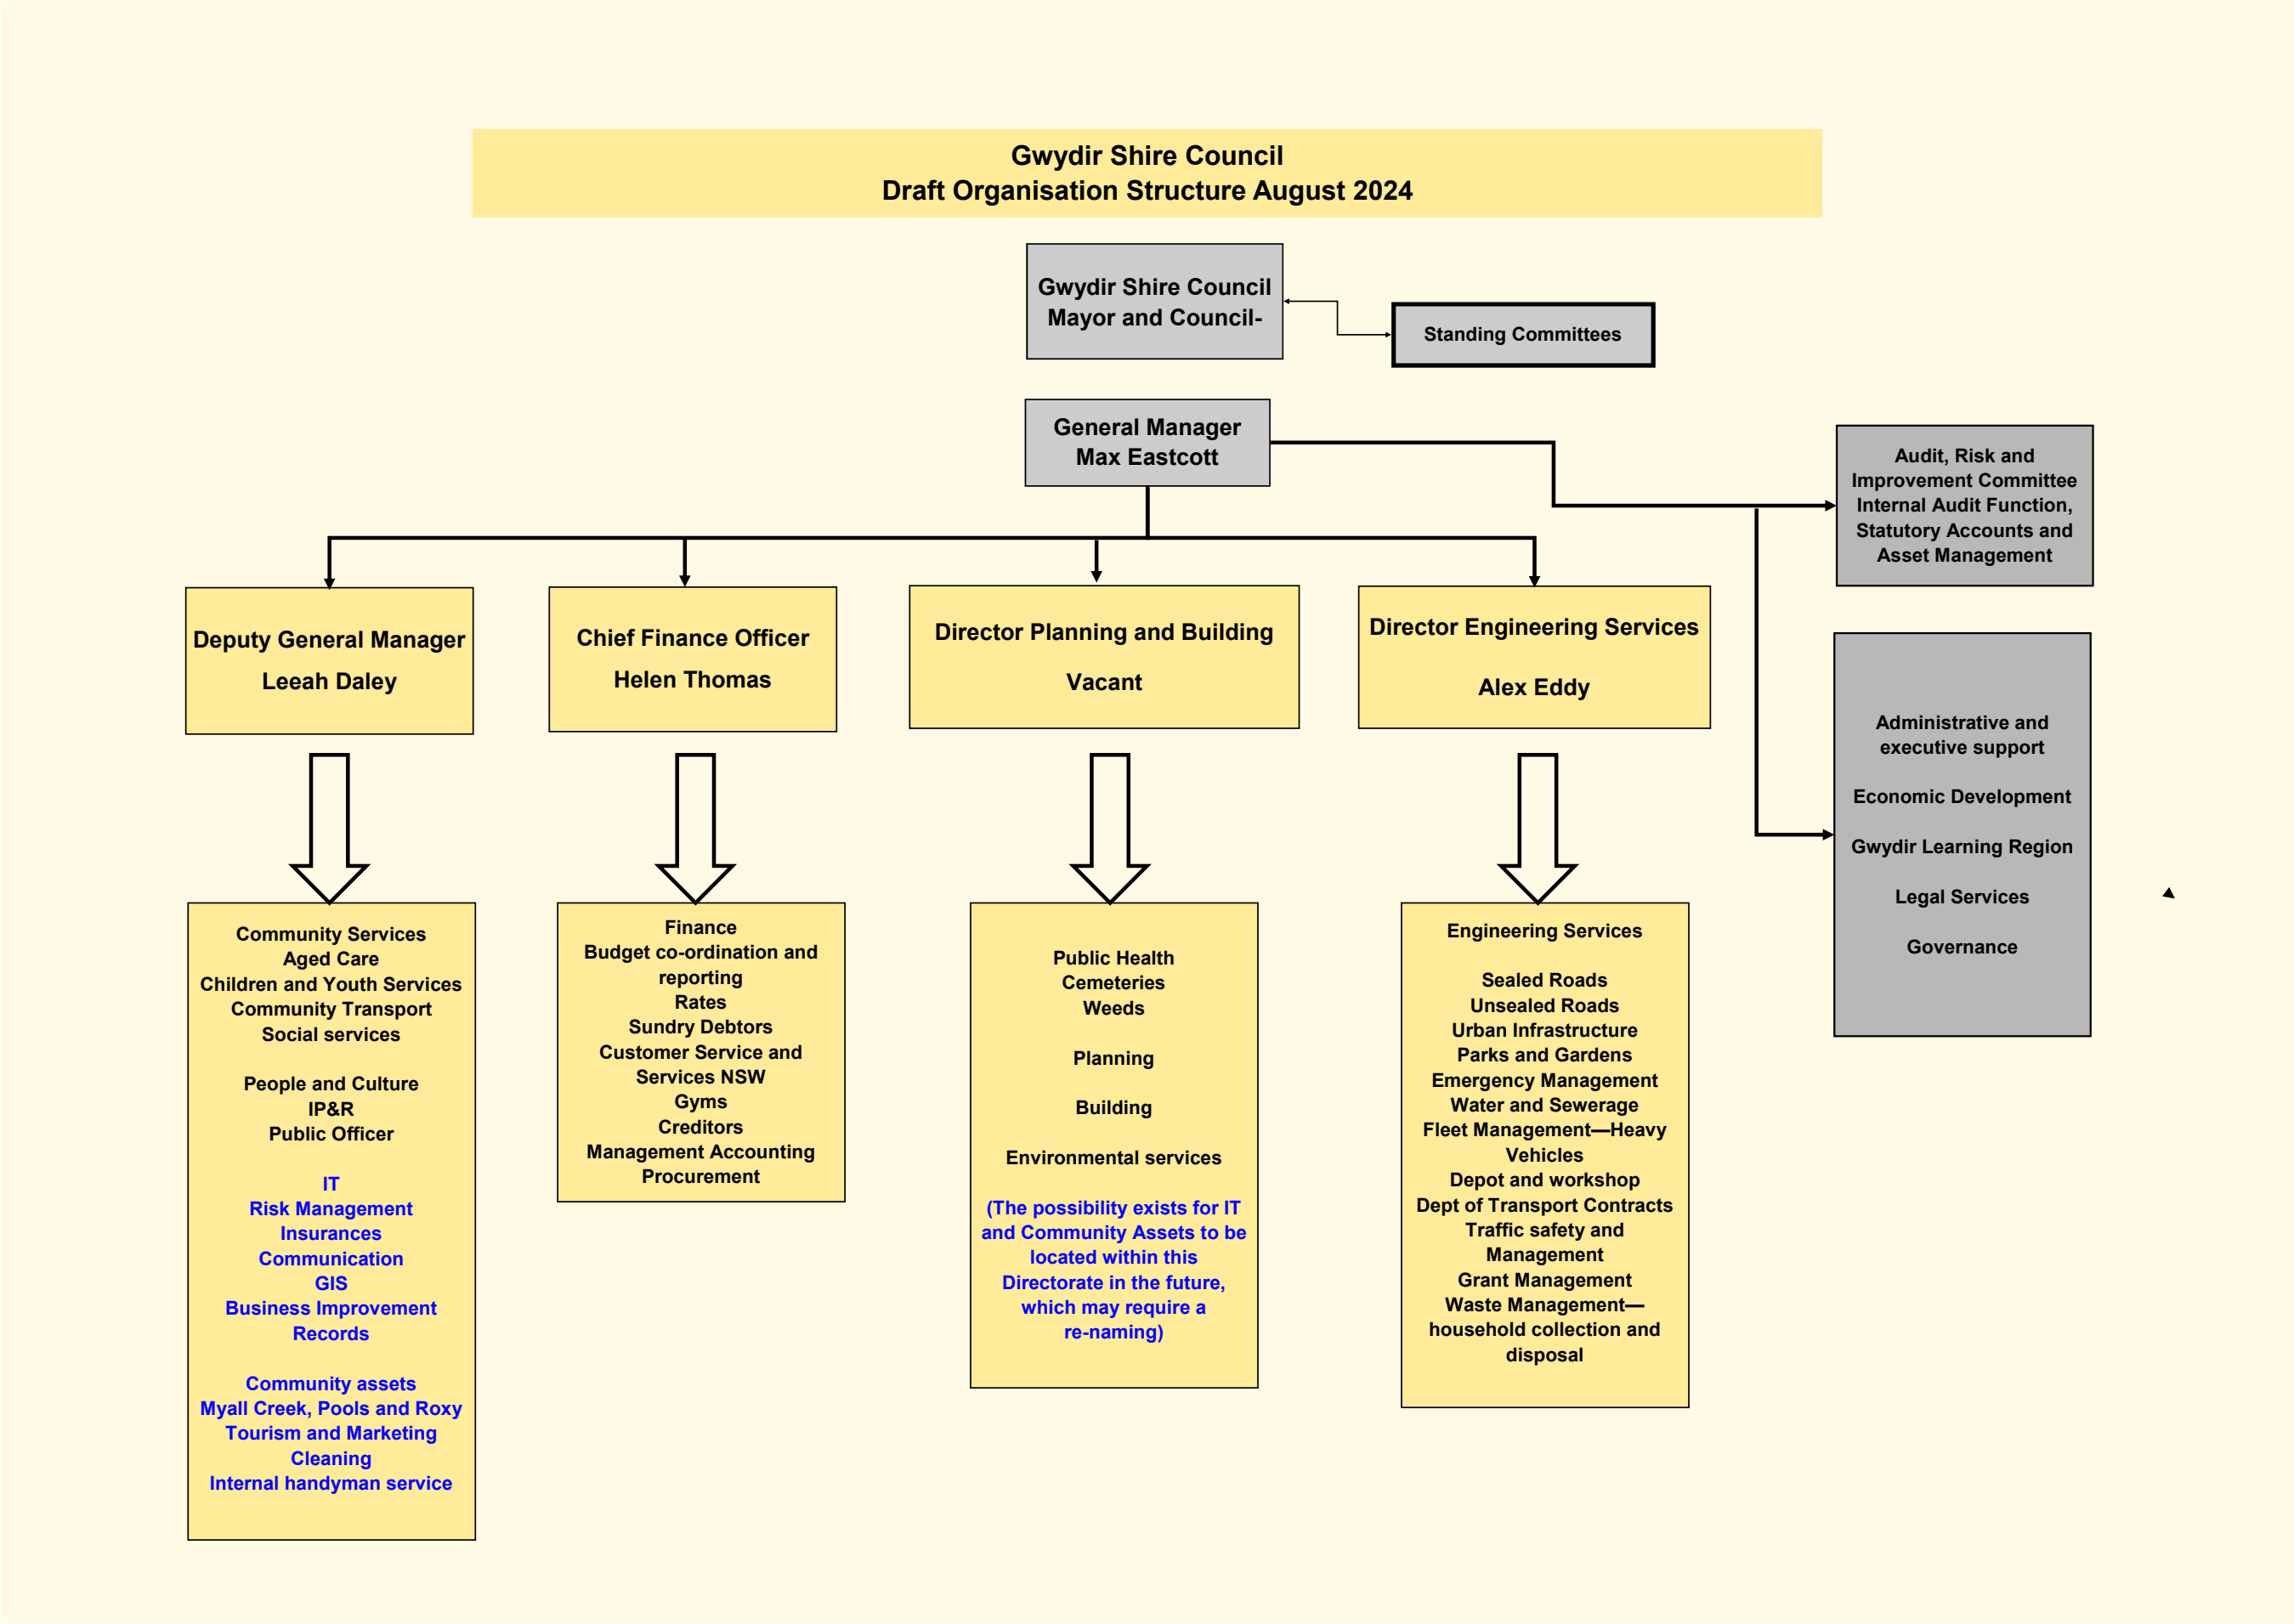 Gwydir Shire Council
Draft Organisation Structure August 2024
Gwydir Shire Council
Mayor and Council-
Standing Committees
General Manager
Max Eastcott
Audit, Risk and
Improvement Committee
Internal Audit Function,
Statutory Accounts and
Asset Management
Deputy General Manager
Leeah Daley
Chief Finance Officer
Helen Thomas
Director Planning and Building
Vacant
Director Engineering Services
Alex Eddy
Administrative and
executive support
Economic Development
Gwydir Learning Region
Legal Services
Governance
Community Services
Aged Care
Children and Youth Services
Community Transport
Social services
People and Culture
IP&R
Public Officer
IT
Risk Management
Insurances
Communication
GIS
Business Improvement
Records
Community assets
Myall Creek, Pools and Roxy
Tourism and Marketing
Cleaning
Internal handyman service
Finance
Budget co-ordination and
reporting
Rates
Sundry Debtors
Customer Service and
Services NSW
Gyms
Creditors
Management Accounting
Procurement
Public Health
Cemeteries
Weeds
Planning
Building
Environmental services
(The possibility exists for IT
and Community Assets to be
located within this
Directorate in the future,
which may require a
re-naming)
Engineering Services
Sealed Roads
Unsealed Roads
Urban Infrastructure
Parks and Gardens
Emergency Management
Water and Sewerage
Fleet Management—Heavy
Vehicles
Depot and workshop
Dept of Transport Contracts
Traffic safety and
Management
Grant Management
Waste Management—
household collection and
disposal